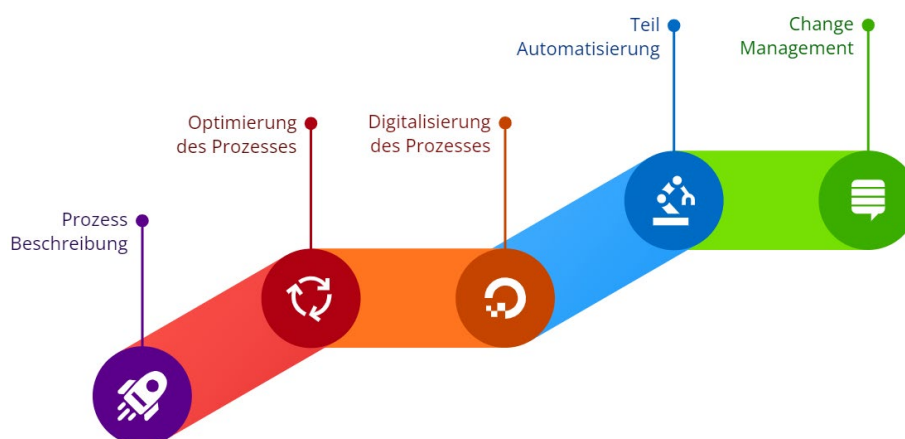 Prozess
Beschreibung
Optimierung
des Prozesses
Digitalisierung
des Prozesses
Teil
Automatisierung
Change
Management